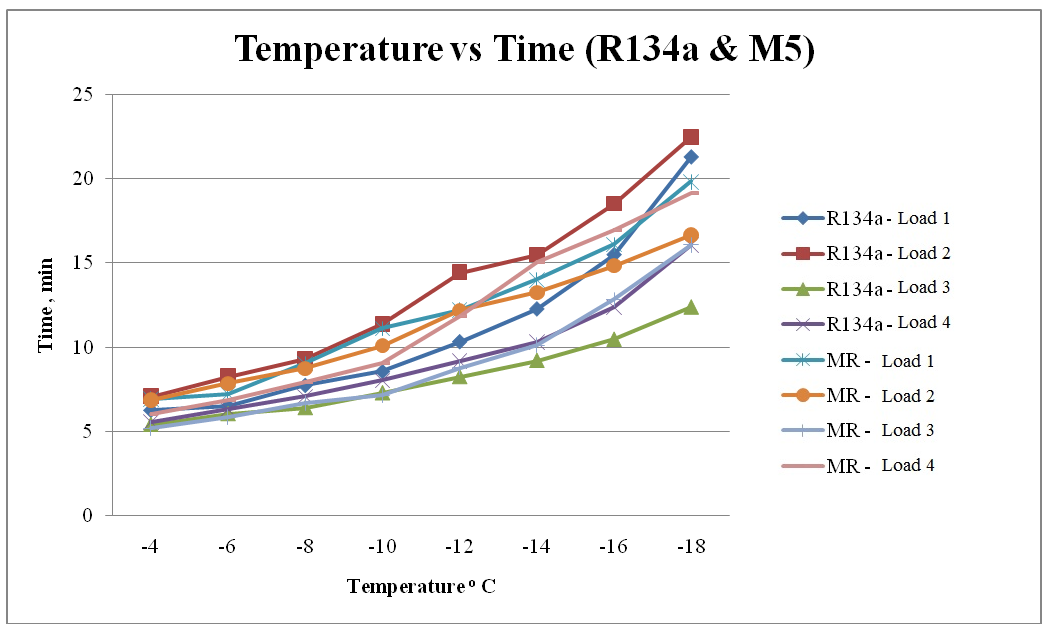 Temperature vs Time (R134a & M5)
25
20
15
10
5
0
Time , min
-4 -6 -8 -10 -12 -14 -16 -18
Temperature º C
R134a - Load 1
R134a - Load 2
R134a - Load 3
R134a - Load 4
MR - Load 1
MR - Load 2
MR - Load 3
MR - Load 4